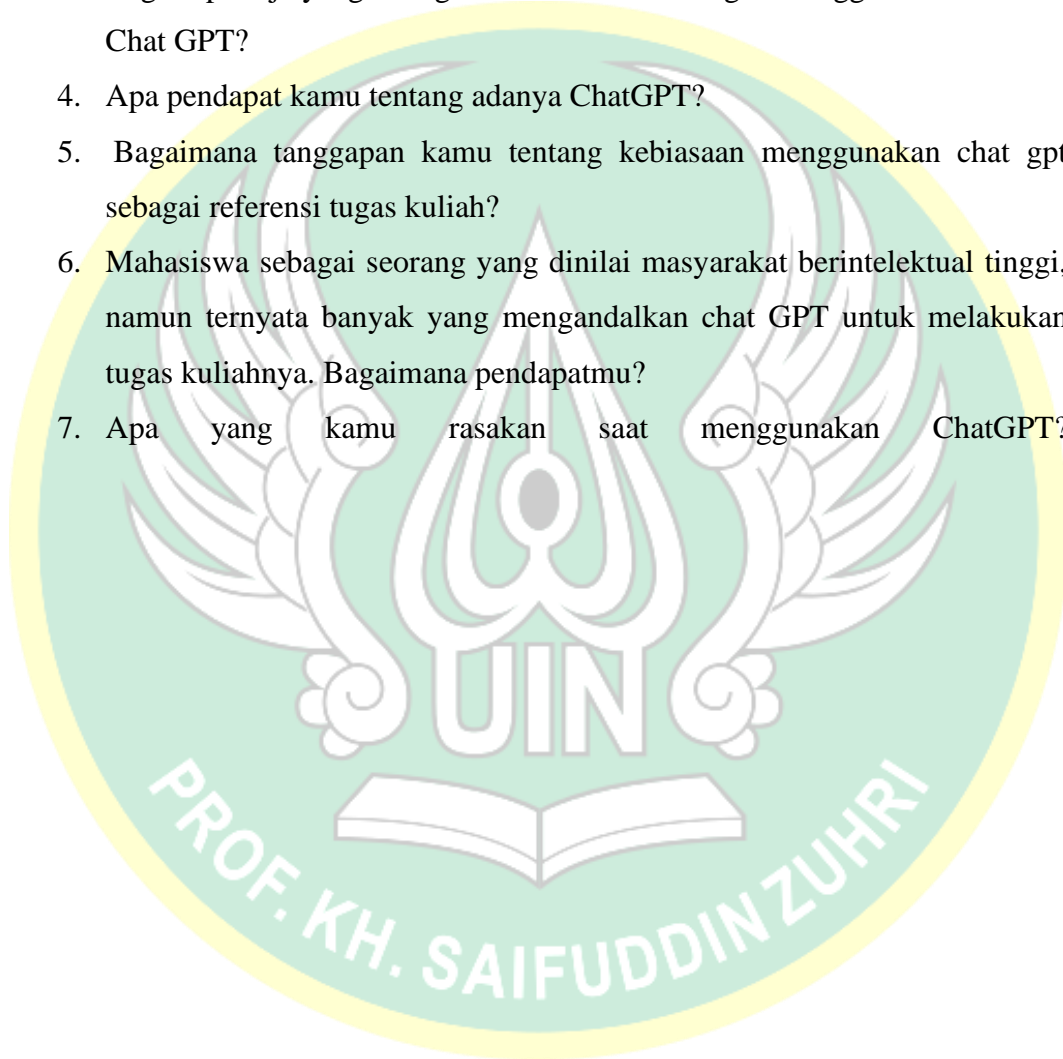 Chat GPT?
4. Apa pendapat kamu tentang adanya ChatGPT?
5. Bagaimana tanggapan kamu tentang kebiasaan menggunakan chat gpt
sebagai referensi tugas kuliah?
6. Mahasiswa sebagai seorang yang dinilai masyarakat berintelektual tinggi,
namun ternyata banyak yang mengandalkan chat GPT untuk melakukan
tugas kuliahnya. Bagaimana pendapatmu?
7. Apa yang kamu rasakan saat menggunakan ChatGPT?
UIN
PROF. KH. SAIFUDDIN ZUHRI